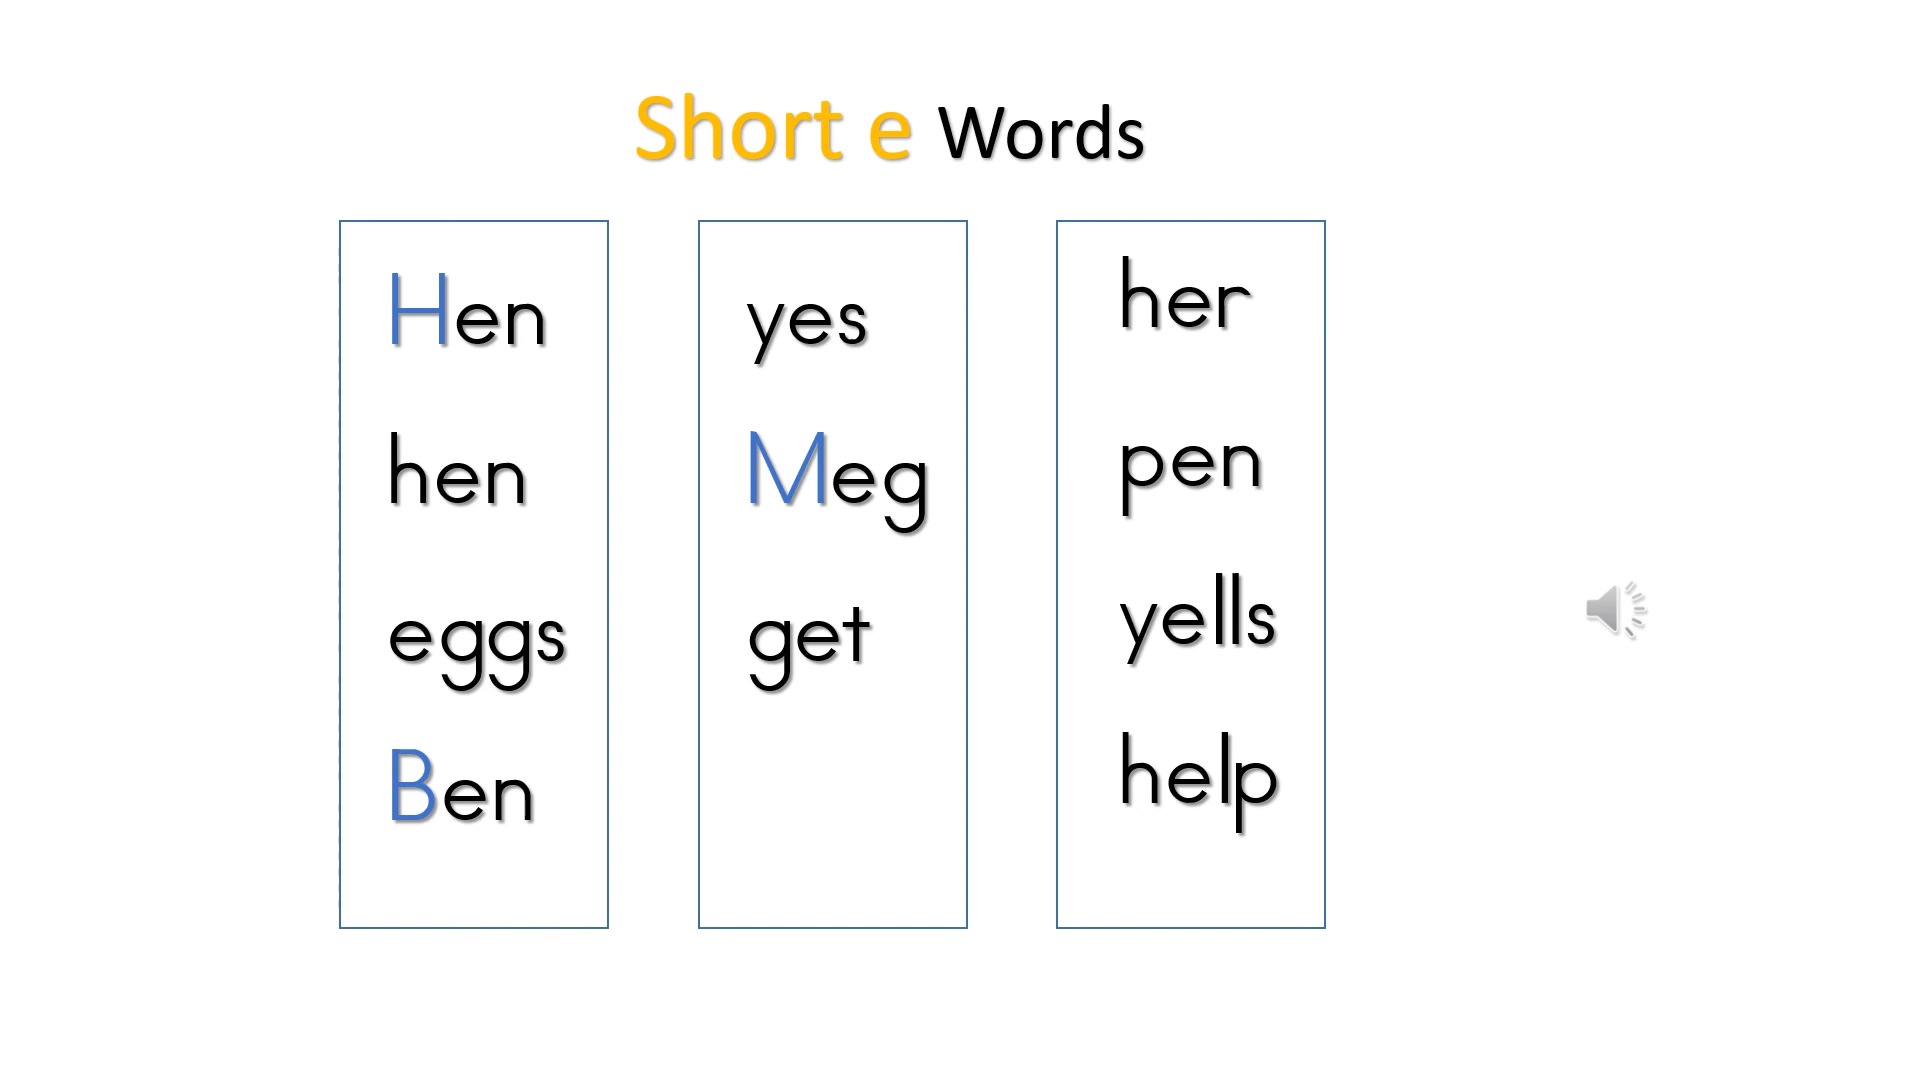 Short e Words
Hen
hen
eggs
Ben
yes
Meg
get
her
pen
yells
help